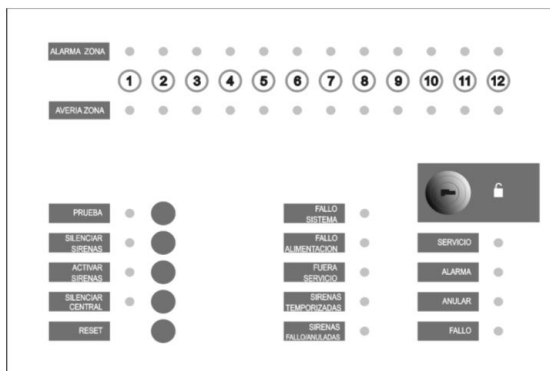 ALARMA ZONA
1 2 3 4 5 6 7 8 9 10 11 12
AVERIA ZONA
PRUEBA
SILENCIAR
SIRENAS
ACTIVAR
SIRENAS
SILENCIAR
CENTRAL
RESET
FALLO
SISTEMA
FALLO
ALIMENTACION
FUERA
SERVICIO
SIRENAS
TEMPORIZADAS
SIRENAS
FALLO/ANULADAS
SERVICIO
ALARMA
ANULAR
FALLO